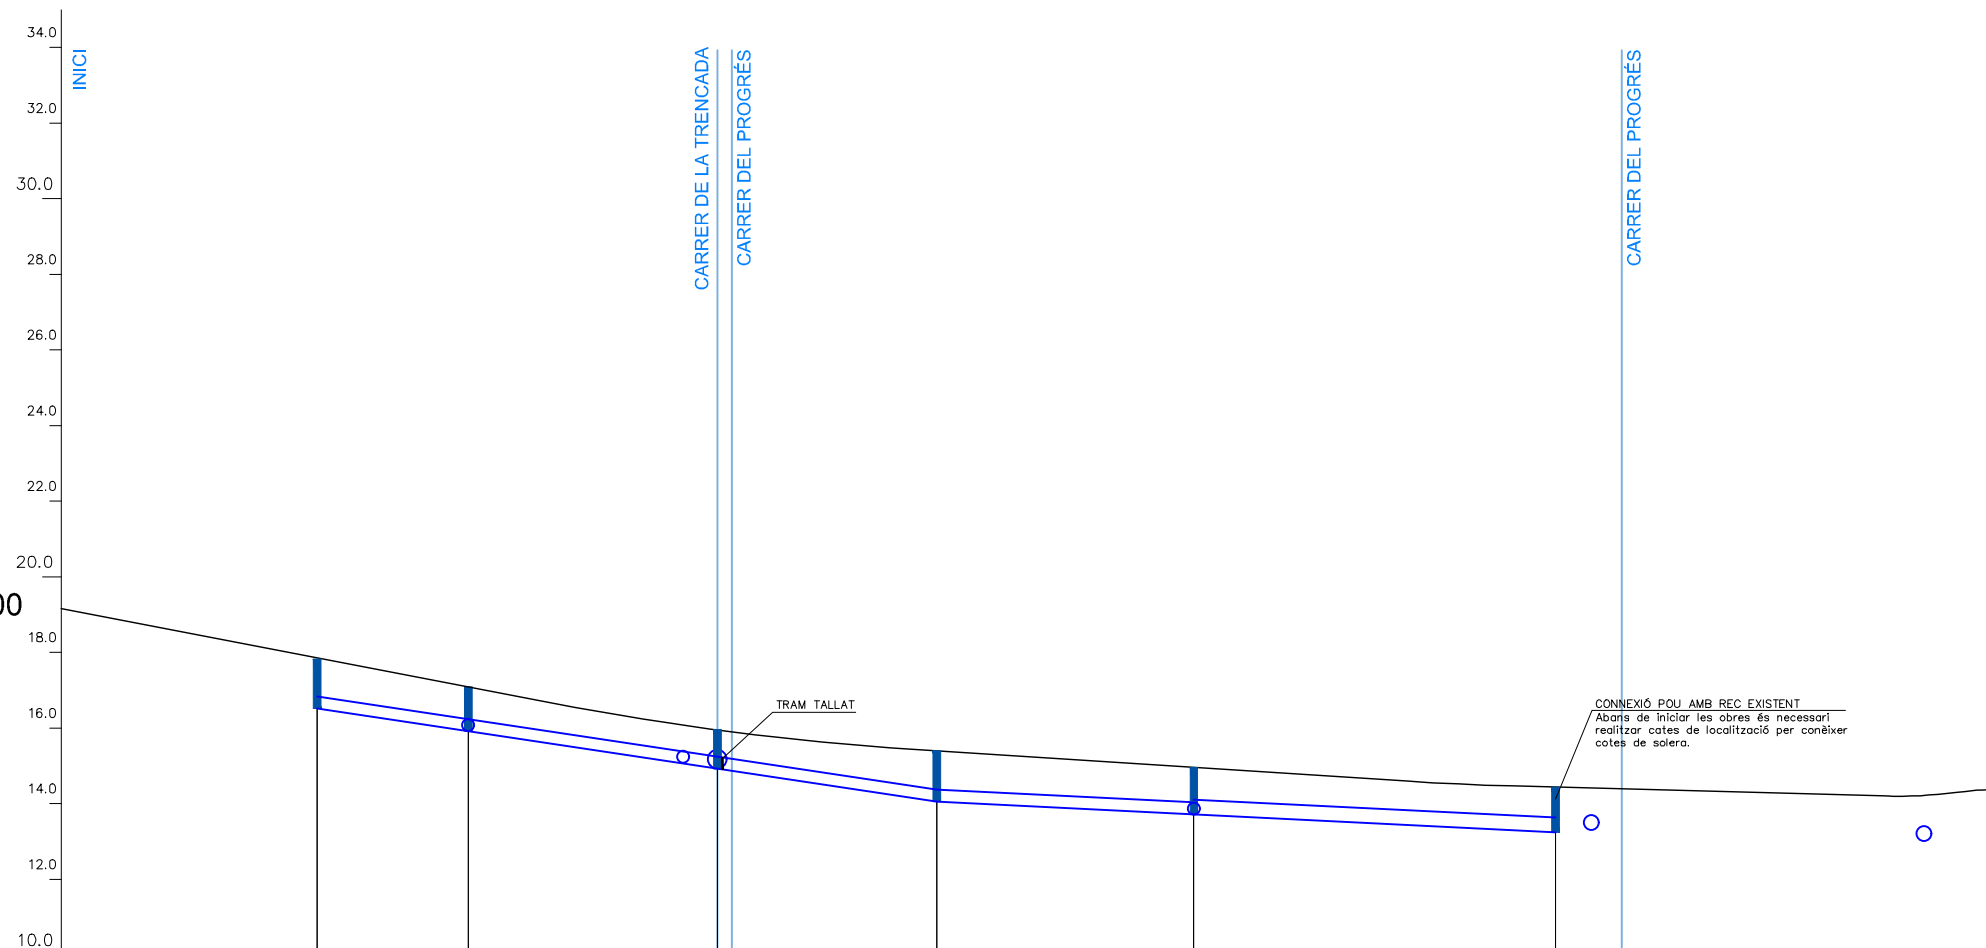 34.0
INICI
32.0
30.0
28.0
26.0
24.0
22.0
20.0
18.0
16.0
14.0
12.0
10.0
CARRER DE LA TRENCADA
CARRER DEL PROGRÉS
CARRER DEL PROGRÉS
TRAM TALLAT
CONNEXIÓ POU AMB REC EXISTENT
Abans de iniciar les obres és necessari
realitzar cates de localització per conèixer
cotes de solera.